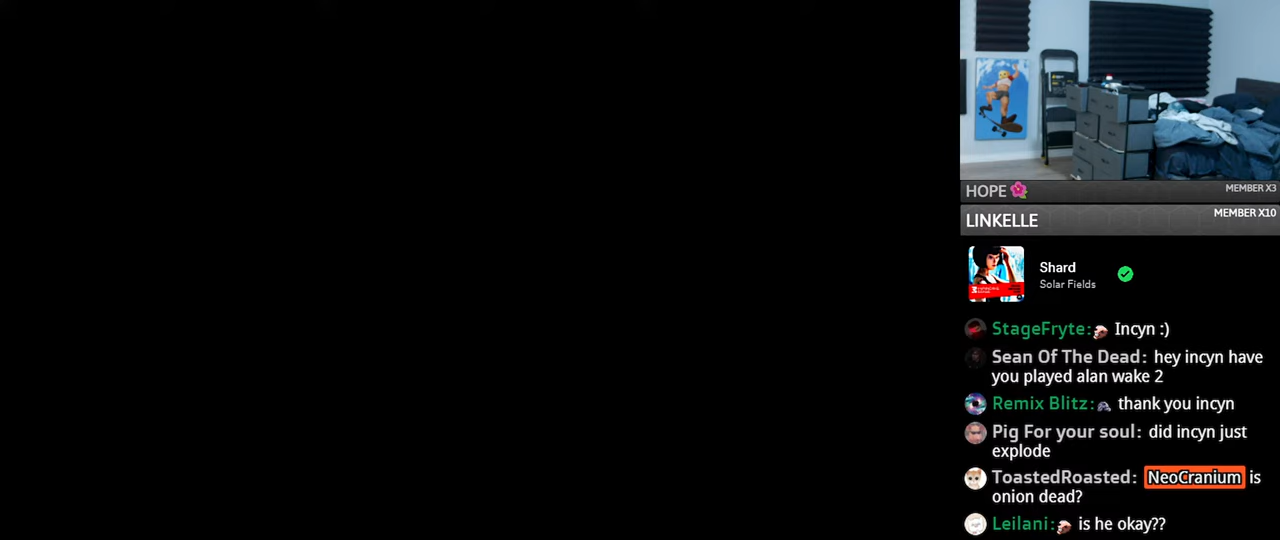 HOPE 🌺 MEMBER X3
LINKELLE MEMBER X10
Shard
Solar Fields
StageFryte: Incyn :)
Sean Of The Dead: hey incyn have
you played alan wake 2
Remix Blitz: thank you incyn
Pig For your soul: did incyn just
explode
ToastedRoasted: NeoCranium is
onion dead?
Leilani: is he okay??